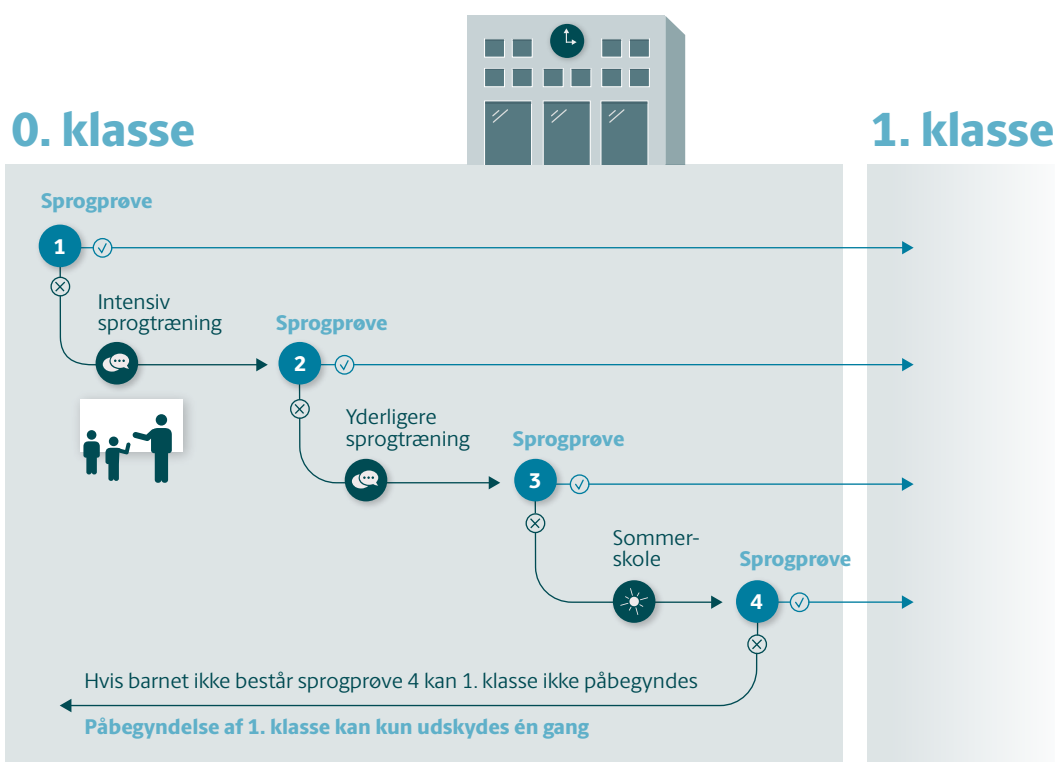 0. klasse
1. klasse
Sprogprøve
1
Intensiv
sprogtræning
Sprogprøve
2
Yderligere
sprogtræning
Sprogprøve
3
Sommer-
skole
Sprogprøve
4
Hvis barnet ikke består sprogprøve 4 kan 1. klasse ikke påbegyndes
Påbegyndelse af 1. klasse kan kun udskydes én gang